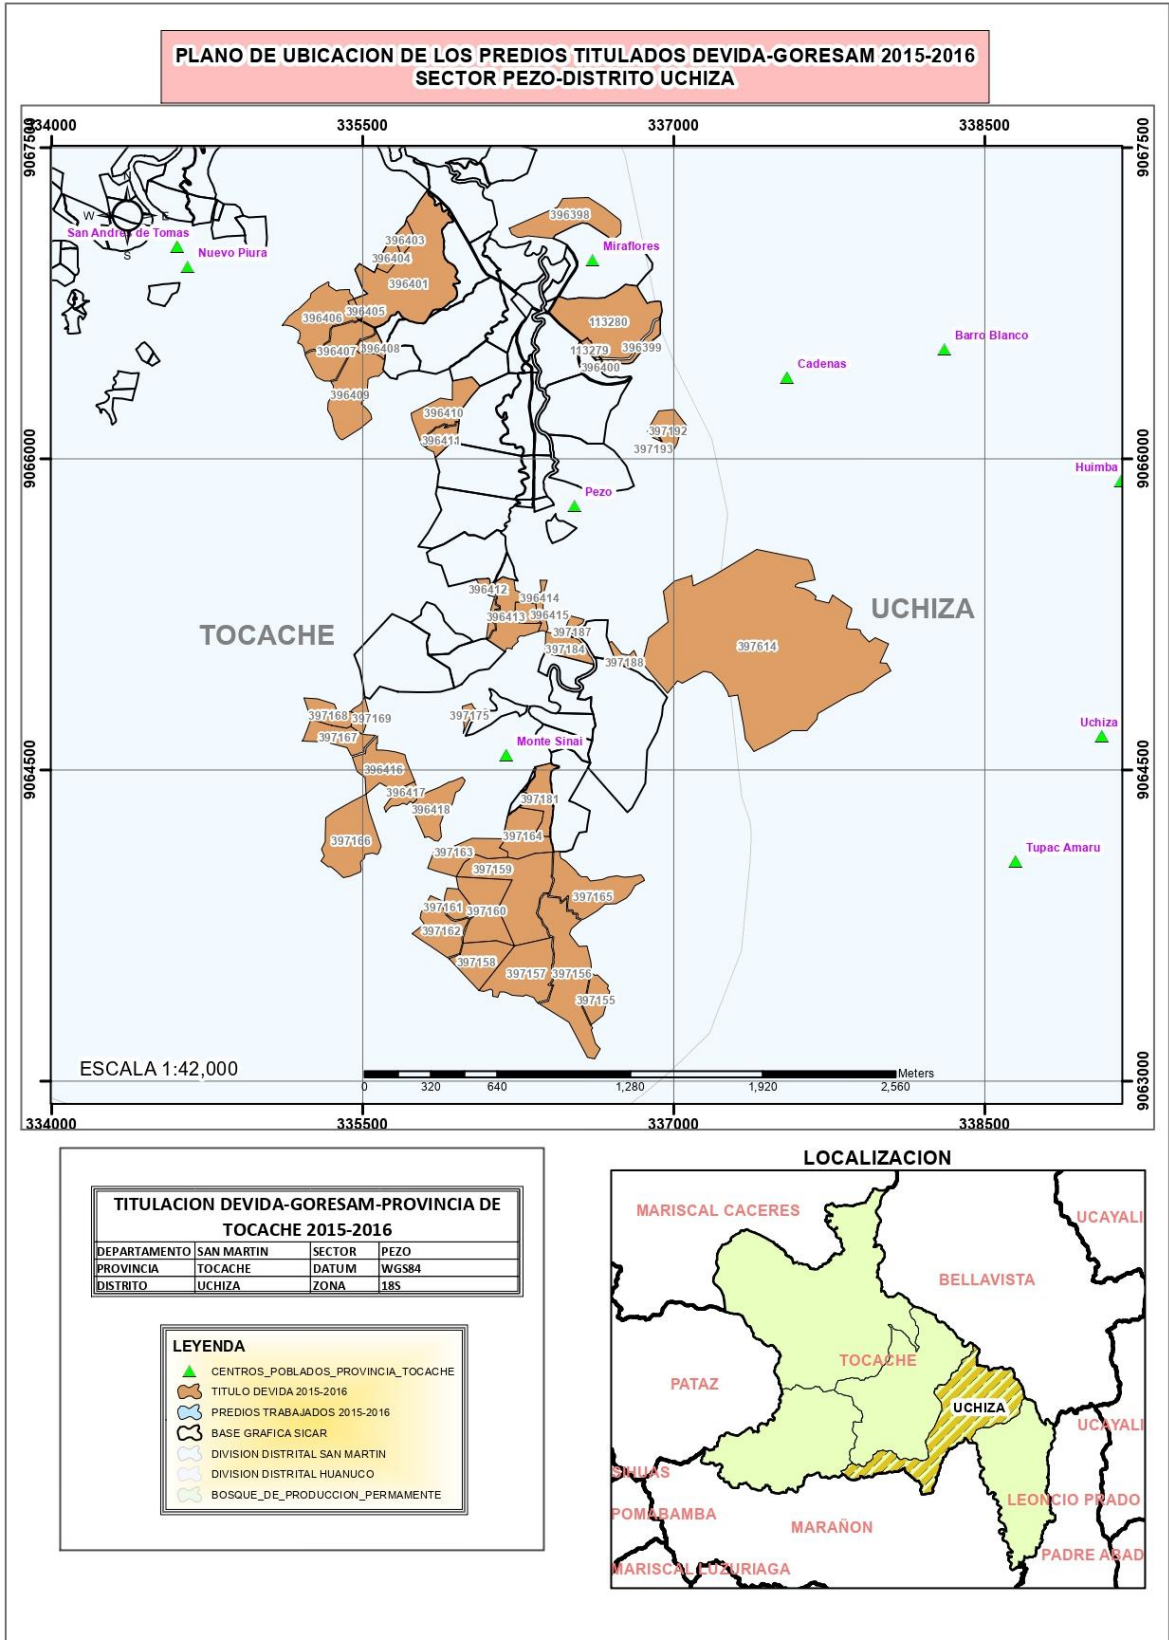 PLANO DE UBICACION DE LOS PREDIOS TITULADOS DEVIDA-GORESAM 2015-2016
SECTOR PEZO-DISTRITO UCHIZA
334000 335500 337000 338500
9067500 9067500
N
W E
S
San Andres de Tomas
Nuevo Piura
396398
Miraflores
396403
396404
396401
396405
396406
113280
396407 396408
113279 396399
396400
Barro Blanco
Cadenas
396409
396410
396411
397192
397193
9066000 9066000
Huimba
Pezo
396412
396414
396413 396415
397187
397184
397188
TOCACHE
UCHIZA
397614
397168 397169
397175
397167
Monte Sinai
Uchiza
396416
9064500 9064500
396417
396418
397181
397166
397164
397163
397159
Tupac Amaru
397165
397161
397160
397162
397158
397157 397156
397155
ESCALA 1:42,000
0 320 640 1,280 1,920 2,560
Meters
9063000
334000 335500 337000 338500
TITULACION DEVIDA-GORESAM-PROVINCIA DE
TOCACHE 2015-2016
DEPARTAMENTO SAN MARTIN SECTOR PEZO
PROVINCIA TOCACHE DATUM WGS84
DISTRITO UCHIZA ZONA 18S
LEYENDA
CENTROS_POBLADOS_PROVINCIA_TOCACHE
TITULO DEVIDA 2015-2016
PREDIOS TRABAJADOS 2015-2016
BASE GRAFICA SICAR
DIVISION DISTRITAL SAN MARTIN
DIVISION DISTRITAL HUANUCO
BOSQUE_DE_PRODUCCION_PERMAMENTE
LOCALIZACION
MARISCAL CACERES
UCAYALI
BELLAVISTA
TOCACHE
PATAZ
UCHIZA
UCAYALI
SIHUAS
LEONCIO PRADO
POMABAMBA
MARAÑON
PADRE ABAD
MARISCAL LUZURIAGA